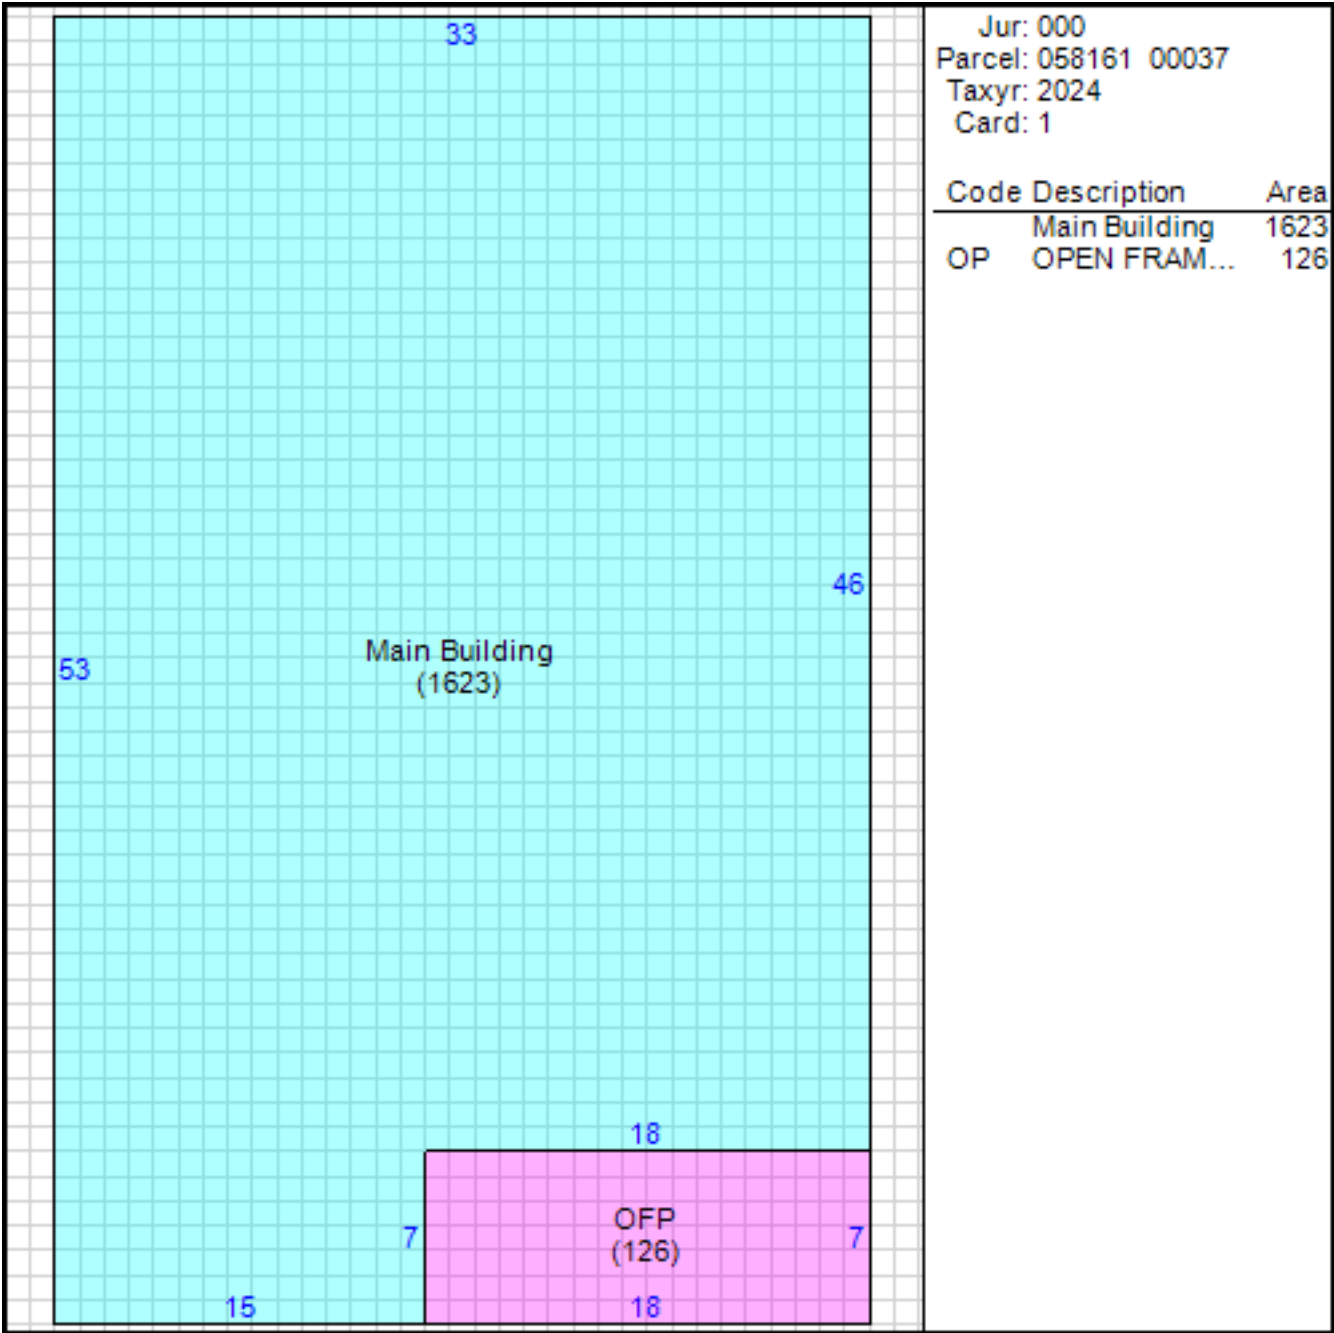 33
46
53
Main Building
(1623)
18
7
OFP
(126)
7
15
18
Jur: 000
Parcel: 058161 00037
Taxyr: 2024
Card: 1
Code Description Area
Main Building 1623
OP OPEN FRAM... 126